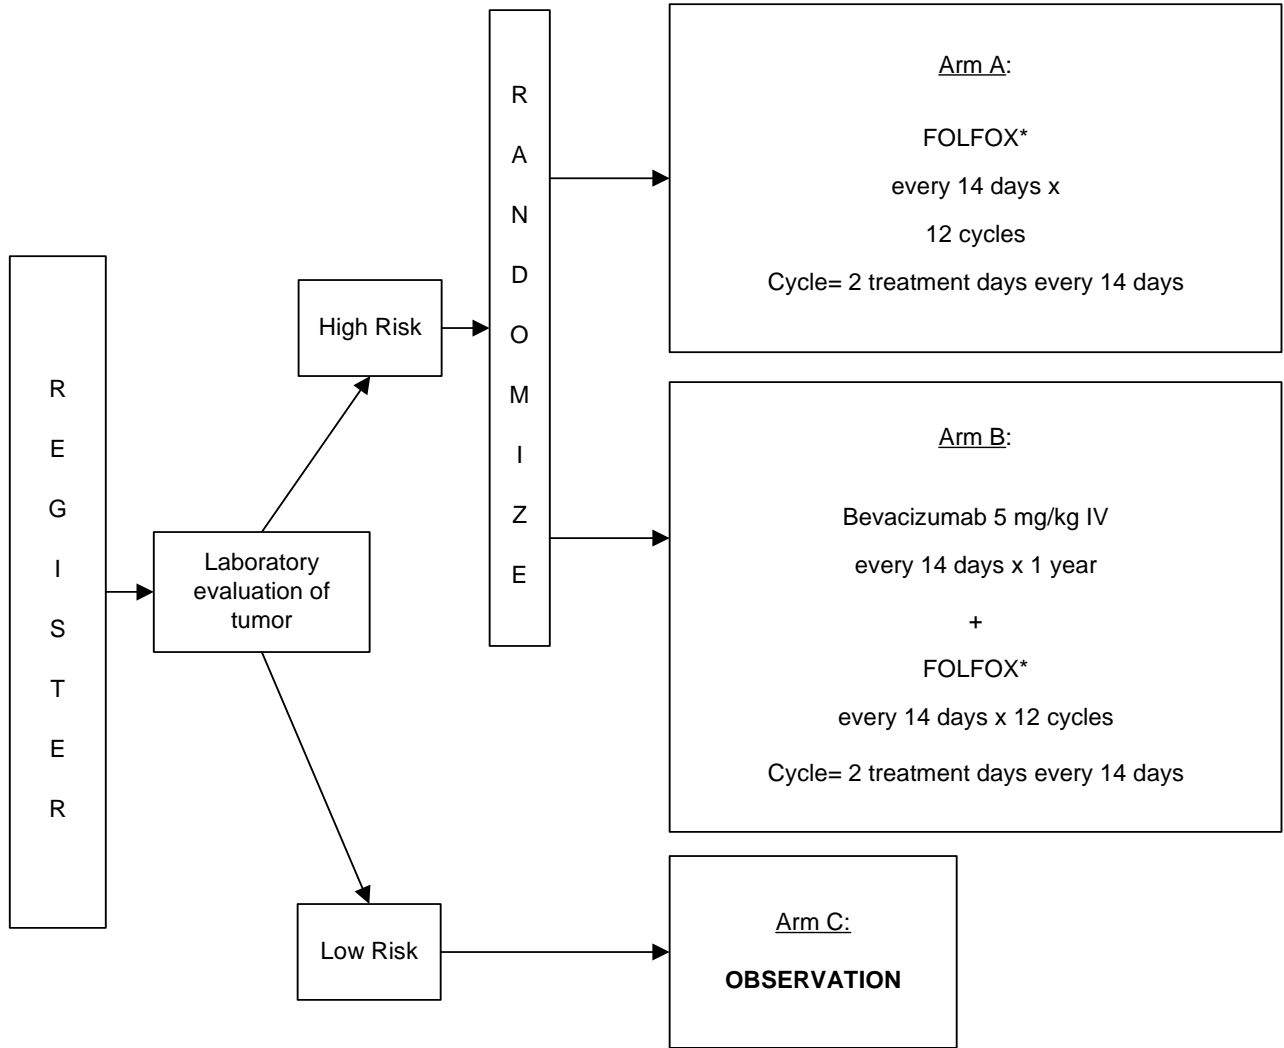 REGISTER
Laboratory
evaluation of
tumor
High Risk
Low Risk
RANDOMIZE
Arm A:
FOLFOX*
every 14 days x
12 cycles
Cycle= 2 treatment days every 14 days
Arm B:
Bevacizumab 5 mg/kg IV
every 14 days x 1 year
+
FOLFOX*
every 14 days x 12 cycles
Cycle= 2 treatment days every 14 days
Arm C:
OBSERVATION